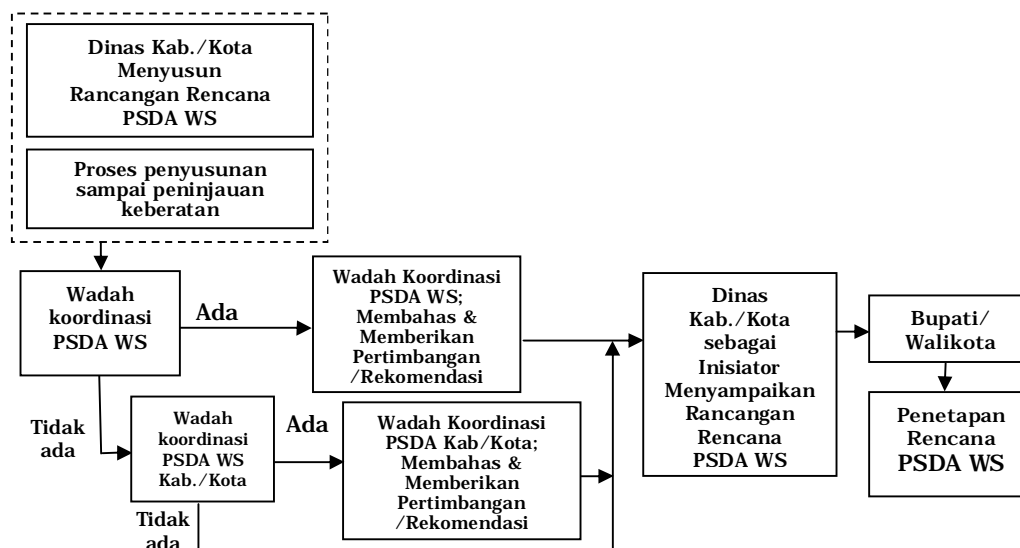 Dinas Kab./Kota
Menyusun
Rancangan Rencana
PSDA WS
Proses penyusunan
sampai peninjauan
keberatan
Wadah
koordinasi
PSDA WS
Ada
Wadah Koordinasi
PSDA WS;
Membahas &
Memberikan
Pertimbangan
/Rekomendasi
Dinas
Kab./Kota
sebagai
Inisiator
Menyampaikan
Rancangan
Rencana
PSDA WS
Bupati/
Walikota
Penetapan
Rencana
PSDA WS
Tidak
ada
Wadah
koordinasi
PSDA WS
Kab./Kota
Ada
Wadah Koordinasi
PSDA Kab/Kota;
Membahas &
Memberikan
Pertimbangan
/Rekomendasi
Tidak
ada